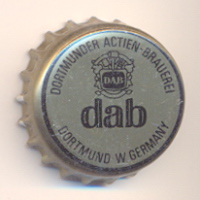 DORTMUNDER ACTIEN-BRAUEREI
DAB
dab
DORTMUND W GERMANY